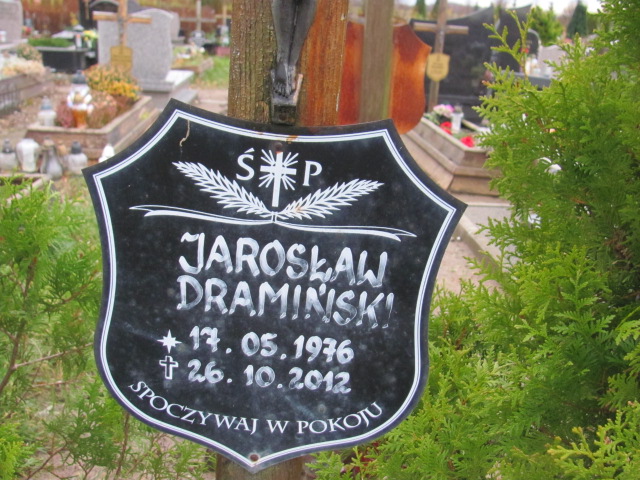 Ś P
JAROSŁAW
DRAMIŃSKI
17.05.1976
26.10.2012
SPOCZYWAJ W POKOJU